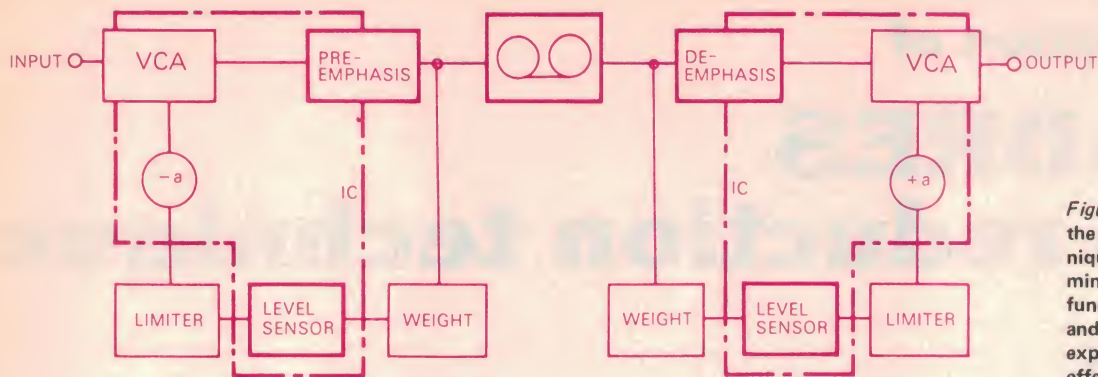 INPUT
VCA
PRE-
EMPHASIS
DE-
EMPHASIS
VCA
OUTPUT
−a
IC
IC
+a
LIMITER
LEVEL
SENSOR
WEIGHT
WEIGHT
LEVEL
SENSOR
LIMITER
Figu
the
niqu
min
func
and
exp
effe